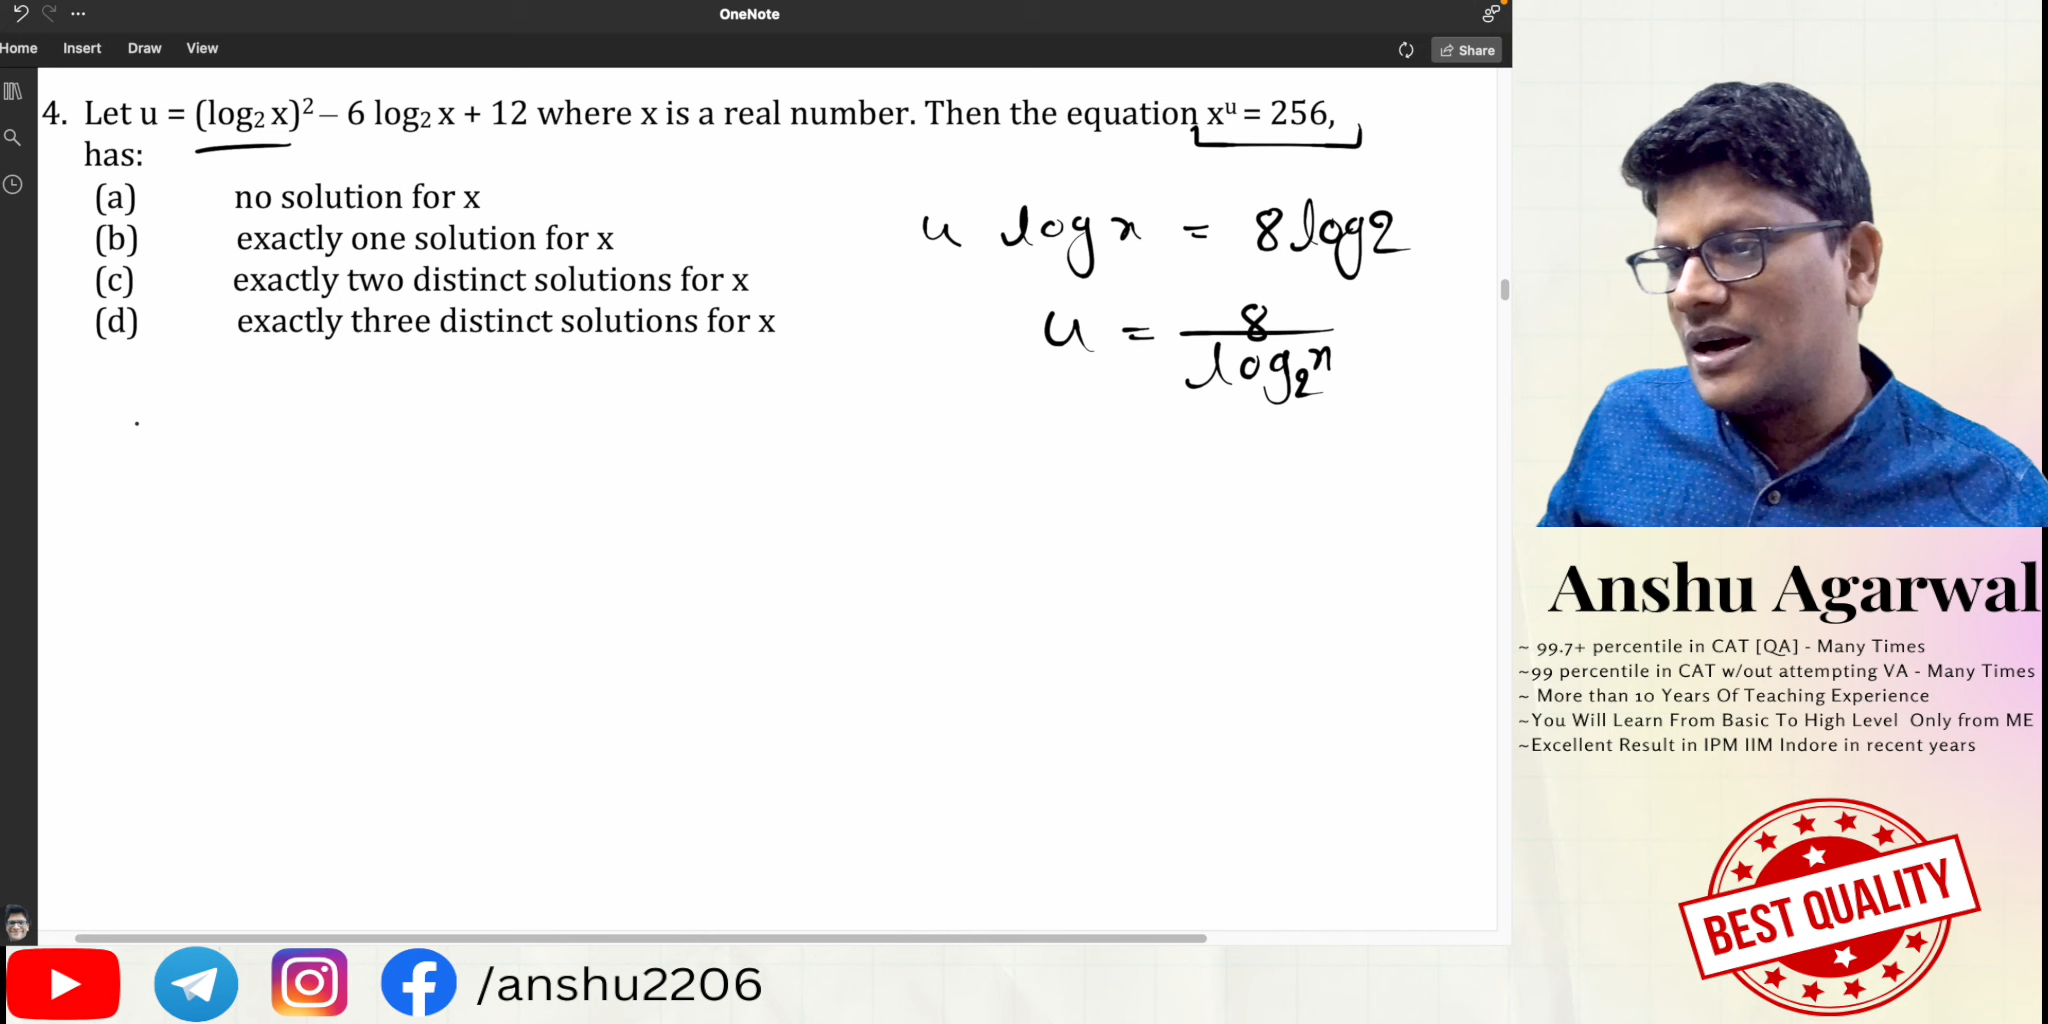 OneNote
Home Insert Draw View
Share
4. Let u = (log₂ x)² – 6 log₂ x + 12 where x is a real number. Then the equation xᵘ = 256,
has:
(a) no solution for x
(b) exactly one solution for x
(c) exactly two distinct solutions for x
(d) exactly three distinct solutions for x
u log x = 8 log 2
u = 8 / log₂ x
Anshu Agarwal
~ 99.7+ percentile in CAT [QA] - Many Times
~99 percentile in CAT w/out attempting VA - Many Times
~ More than 10 Years Of Teaching Experience
~You Will Learn From Basic To High Level Only from ME
~Excellent Result in IPM IIM Indore in recent years
BEST QUALITY
/anshu2206